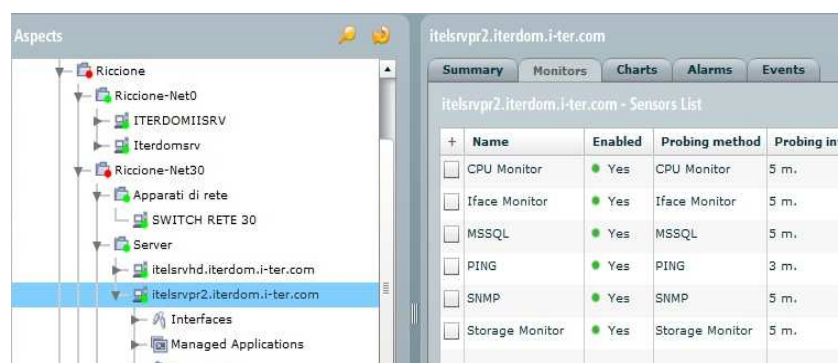 Aspects
Riccione
Riccione-Net0
ITERDOMIISRV
Iterdomsrv
Riccione-Net30
Apparati di rete
SWITCH RETE 30
Server
itelsrvhd.iterdom.i-ter.com
itelsrvpr2.iterdom.i-ter.com
Interfaces
Managed Applications
itelsrvpr2.iterdom.i-ter.com
Summary Monitors Charts Alarms Events
itelsrvpr2.iterdom.i-ter.com - Sensors List
+ Name Enabled Probing method Probing in
CPU Monitor Yes CPU Monitor 5 m.
Iface Monitor Yes Iface Monitor 5 m.
MSSQL Yes MSSQL 5 m.
PING Yes PING 3 m.
SNMP Yes SNMP 5 m.
Storage Monitor Yes Storage Monitor 5 m.